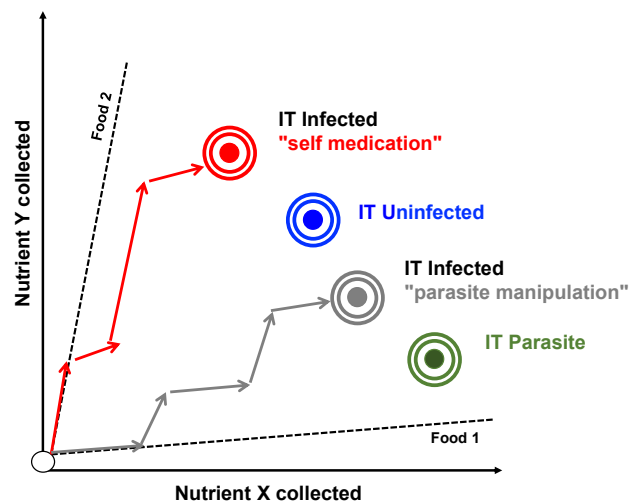 Food 2
IT Infected
"self medication"
IT Uninfected
IT Infected
"parasite manipulation"
IT Parasite
Food 1
Nutrient Y collected
Nutrient X collected